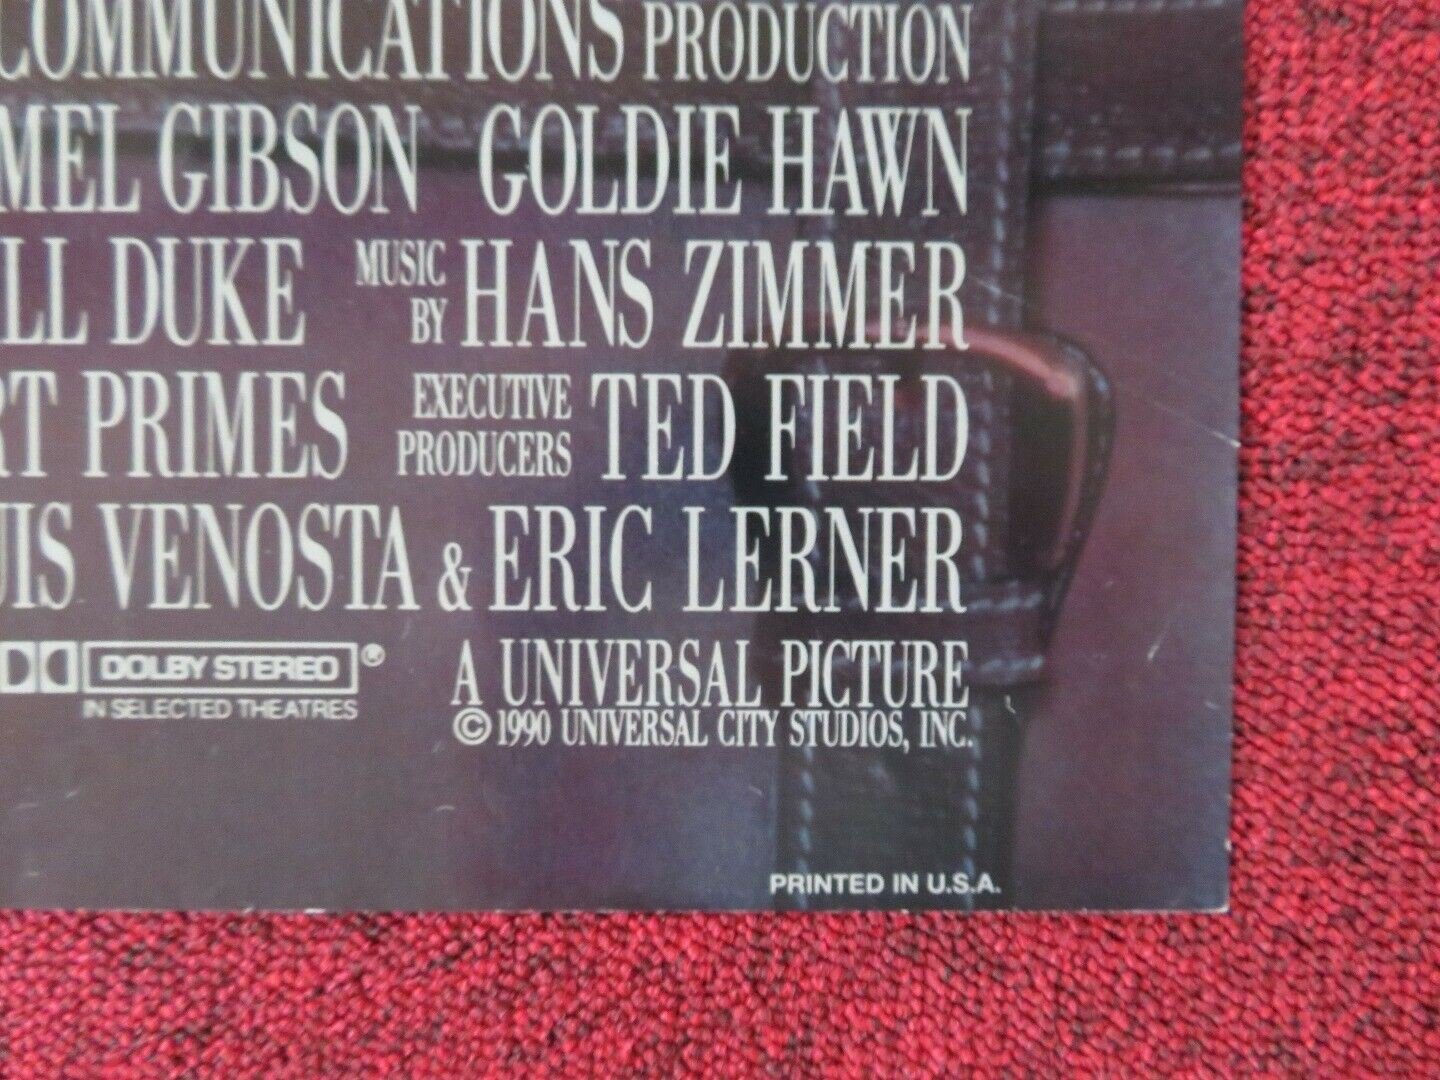 COMMUNICATIONS PRODUCTION
MEL GIBSON GOLDIE HAWN
LL DUKE MUSIC BY HANS ZIMMER
RT PRIMES EXECUTIVE PRODUCERS TED FIELD
UIS VENOSTA & ERIC LERNER
DOLBY STEREO ® A UNIVERSAL PICTURE
IN SELECTED THEATRES © 1990 UNIVERSAL CITY STUDIOS, INC.
PRINTED IN U.S.A.